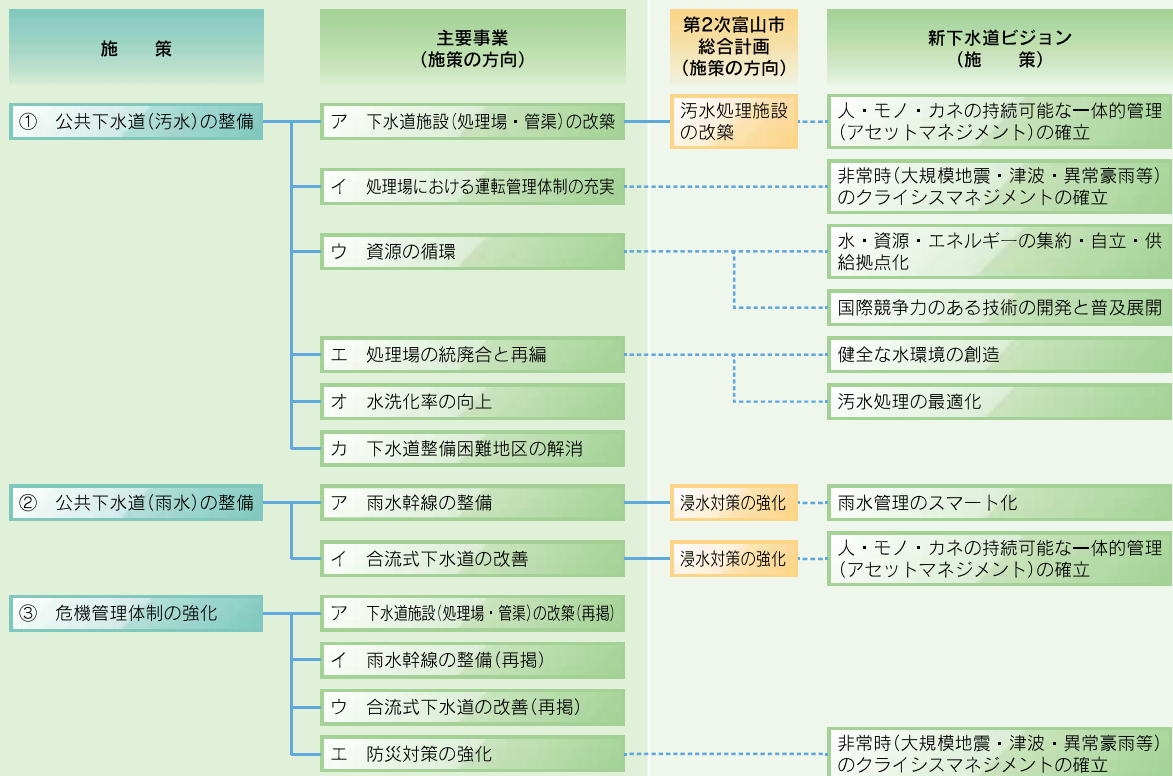 施　　策
主要事業
(施策の方向)
第2次富山市
総合計画
(施策の方向)
新下水道ビジョン
(施　　策)
①　公共下水道(汚水)の整備
ア　下水道施設(処理場・管渠)の改築
汚水処理施設
の改築
人・モノ・カネの持続可能な一体的管理
(アセットマネジメント)の確立
イ　処理場における運転管理体制の充実
非常時(大規模地震・津波・異常豪雨等)
のクライシスマネジメントの確立
ウ　資源の循環
水・資源・エネルギーの集約・自立・供
給拠点化
国際競争力のある技術の開発と普及展開
エ　処理場の統廃合と再編
健全な水環境の創造
オ　水洗化率の向上
汚水処理の最適化
カ　下水道整備困難地区の解消
②　公共下水道(雨水)の整備
ア　雨水幹線の整備
浸水対策の強化
雨水管理のスマート化
イ　合流式下水道の改善
浸水対策の強化
人・モノ・カネの持続可能な一体的管理
(アセットマネジメント)の確立
③　危機管理体制の強化
ア　下水道施設(処理場・管渠)の改築(再掲)
イ　雨水幹線の整備(再掲)
ウ　合流式下水道の改善(再掲)
エ　防災対策の強化
非常時(大規模地震・津波・異常豪雨等)
のクライシスマネジメントの確立